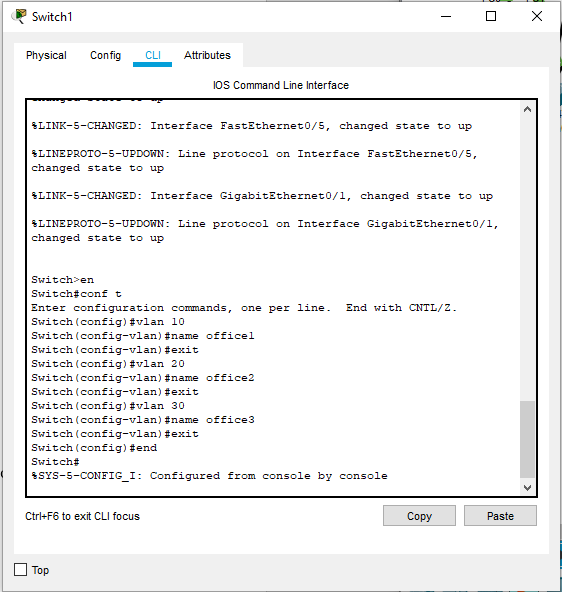 Switch1
Physical Config CLI Attributes
IOS Command Line Interface
changed state to up
%LINK-5-CHANGED: Interface FastEthernet0/5, changed state to up
%LINEPROTO-5-UPDOWN: Line protocol on Interface FastEthernet0/5,
changed state to up
%LINK-5-CHANGED: Interface GigabitEthernet0/1, changed state to up
%LINEPROTO-5-UPDOWN: Line protocol on Interface GigabitEthernet0/1,
changed state to up
Switch>en
Switch#conf t
Enter configuration commands, one per line.  End with CNTL/Z.
Switch(config)#vlan 10
Switch(config-vlan)#name office1
Switch(config-vlan)#exit
Switch(config)#vlan 20
Switch(config-vlan)#name office2
Switch(config-vlan)#exit
Switch(config)#vlan 30
Switch(config-vlan)#name office3
Switch(config-vlan)#exit
Switch(config)#end
Switch#
%SYS-5-CONFIG_I: Configured from console by console
Ctrl+F6 to exit CLI focus
Copy Paste
Top